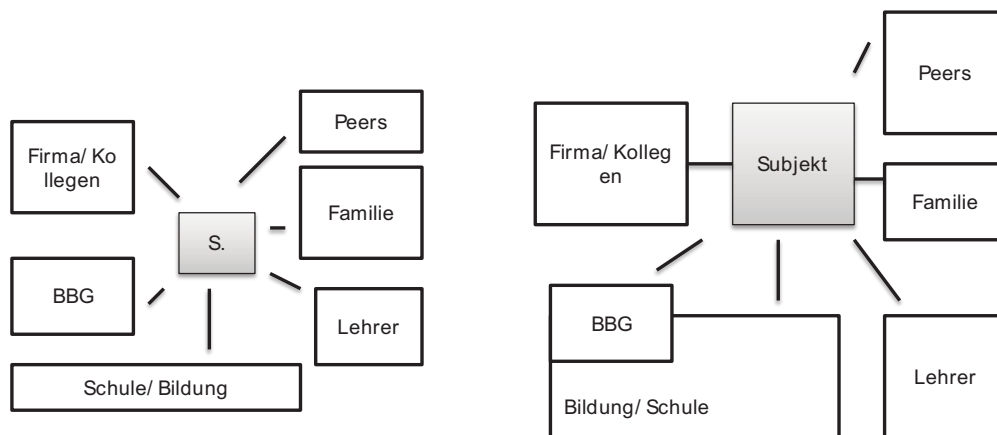 Peers
Firma/ Ko
llegen
Familie
S.
BBG
Lehrer
Schule/ Bildung
Peers
Firma/ Kolleg
en
Subjekt
Familie
BBG
Lehrer
Bildung/ Schule